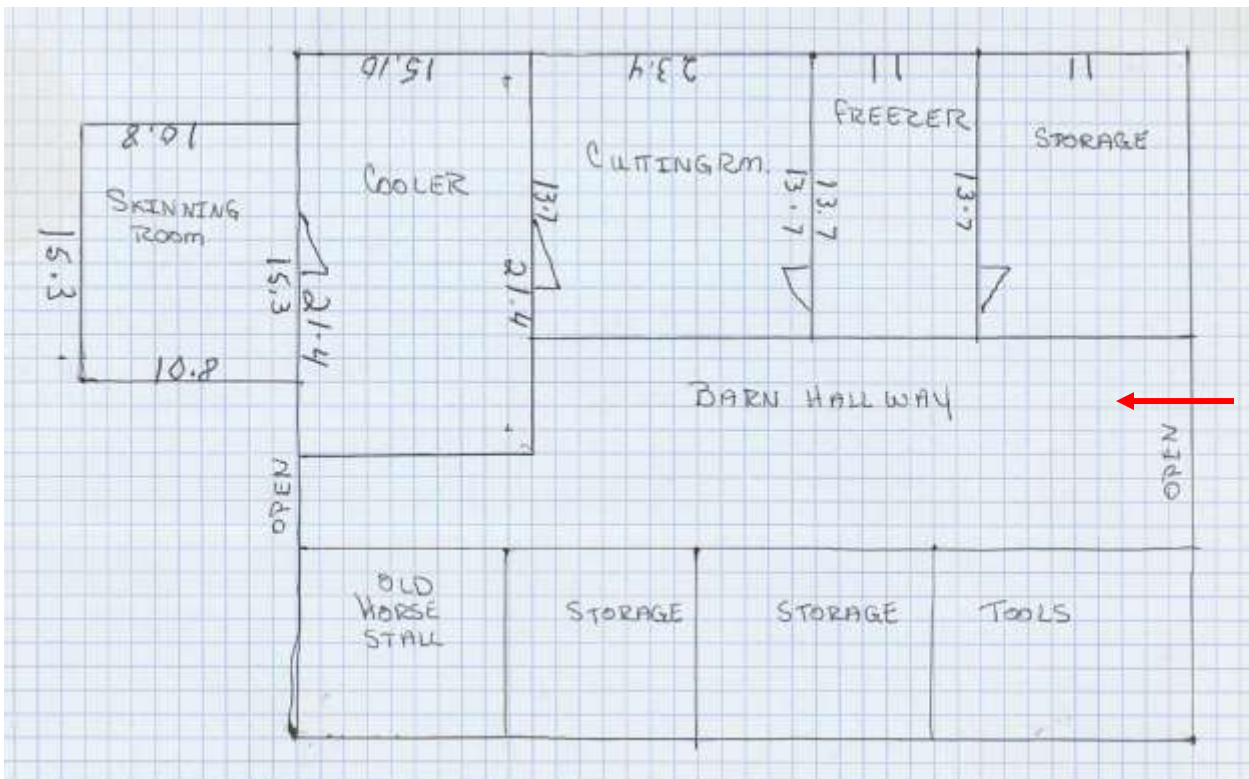 15.10
23.4
11
11
10.8
FREEZER
STORAGE
CUTTING RM.
COOLER
SKINNING
ROOM
13.7
13.7
13.7
13.7
15.3
15.3
21.4
21.4
10.8
BARN HALLWAY
OPEN
OPEN
OLD
HORSE
STALL
STORAGE
STORAGE
TOOLS